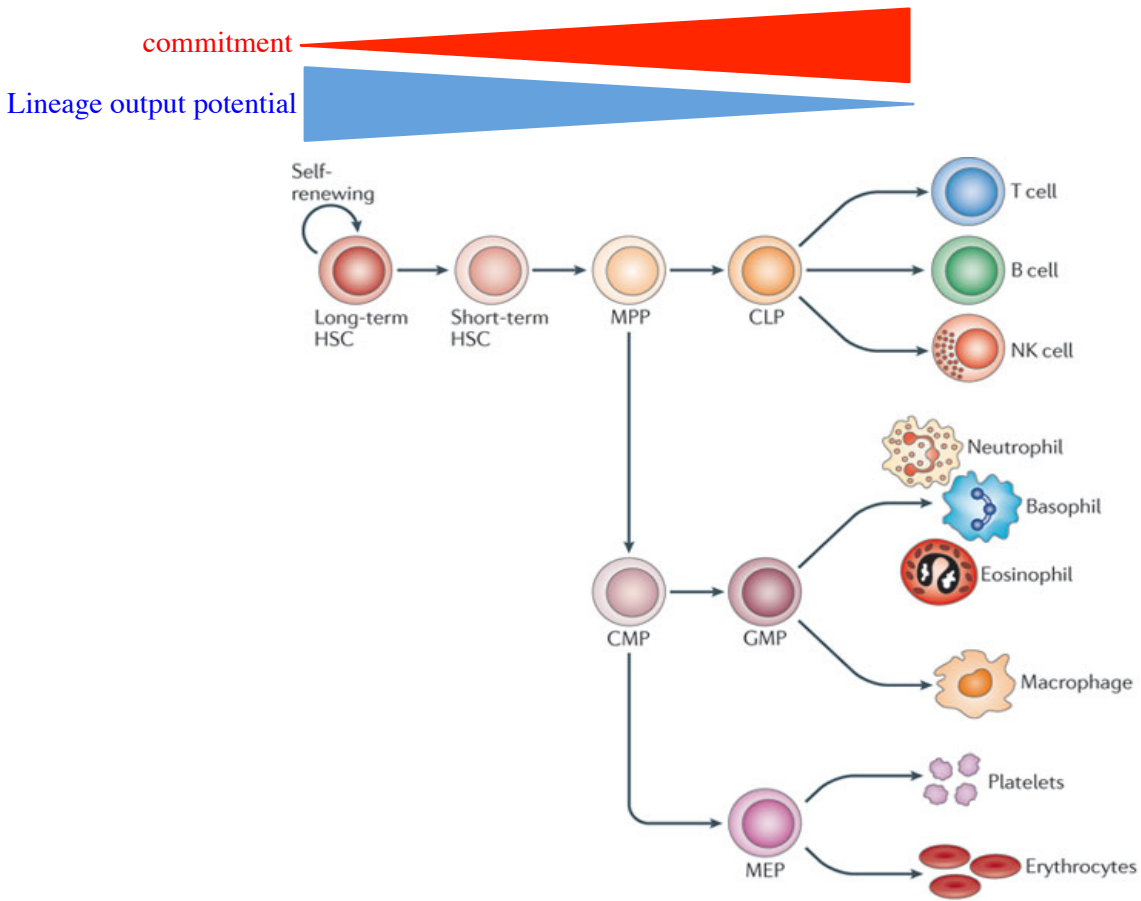 commitment
Lineage output potential
Self-
renewing
Long-term
HSC
Short-term
HSC
MPP
CLP
T cell
B cell
NK cell
Neutrophil
Basophil
Eosinophil
CMP
GMP
Macrophage
Platelets
MEP
Erythrocytes